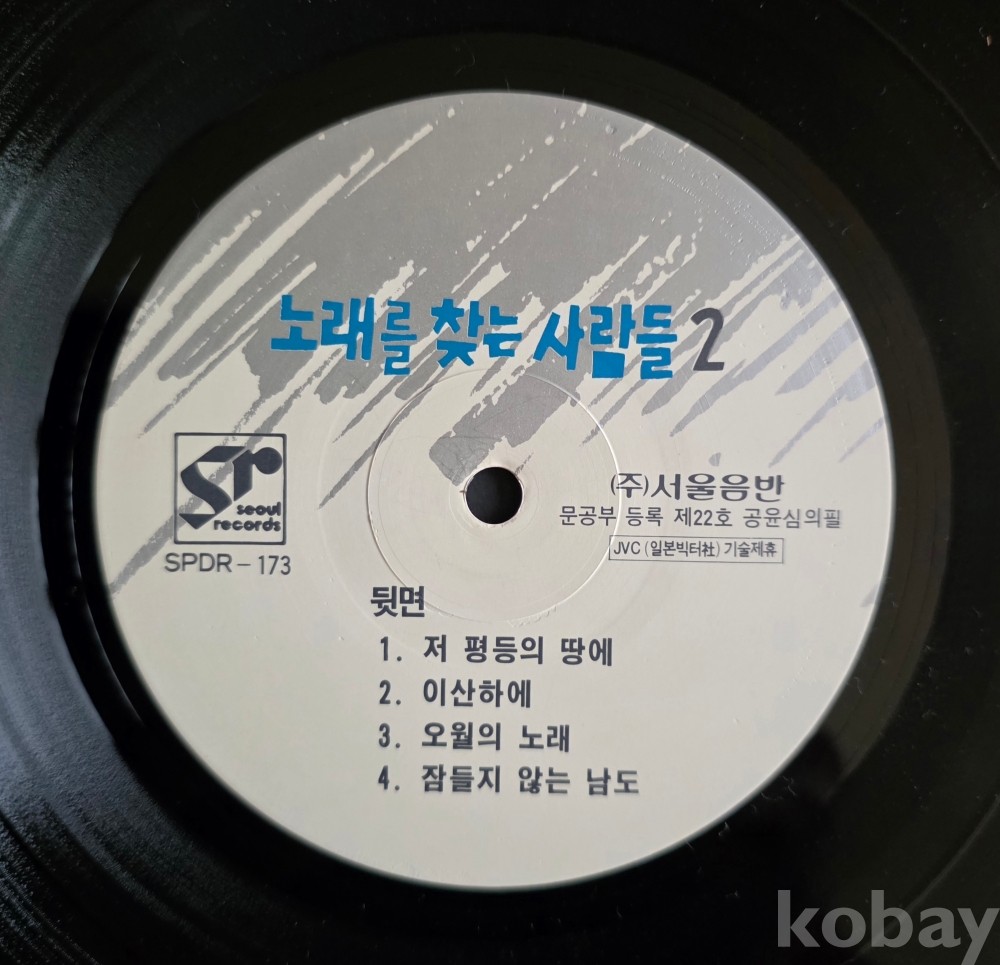 노래를 찾는 사람들 2
sr
seoul
records
SPDR - 173
(주)서울음반
문공부 등록 제22호 공윤심의필
JVC (일본빅터社) 기술제휴
뒷면
1. 저 평등의 땅에
2. 이산하에
3. 오월의 노래
4. 잠들지 않는 남도
kobay